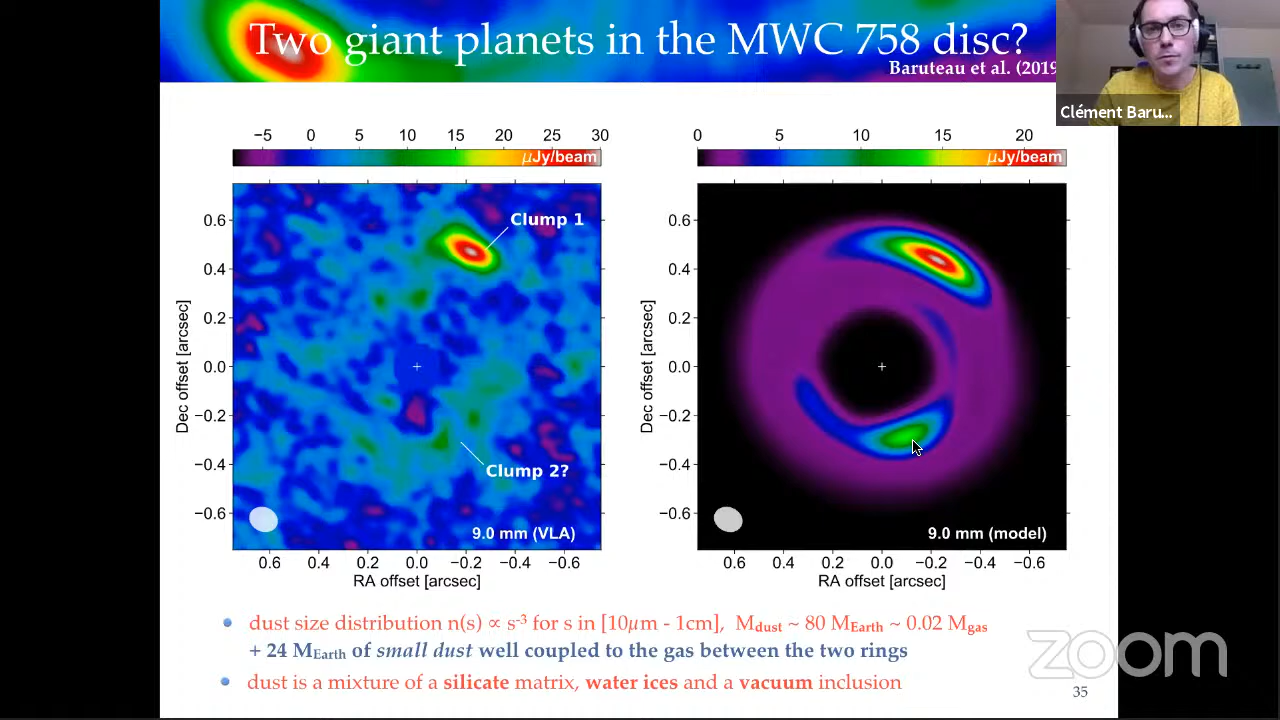 Two giant planets in the MWC 758 disc?
Baruteau et al. (2019
Clément Baru...
−5 0 5 10 15 20 25 30
μJy/beam
0 5 10 15 20
μJy/beam
Dec offset [arcsec]
0.6
0.4
0.2
0.0
−0.2
−0.4
−0.6
Clump 1
Clump 2?
9.0 mm (VLA)
0.6 0.4 0.2 0.0 −0.2 −0.4 −0.6
RA offset [arcsec]
Dec offset [arcsec]
0.6
0.4
0.2
0.0
−0.2
−0.4
−0.6
9.0 mm (model)
0.6 0.4 0.2 0.0 −0.2 −0.4 −0.6
RA offset [arcsec]
• dust size distribution n(s) ∝ s⁻³ for s in [10μm - 1cm], Mdust ~ 80 MEarth ~ 0.02 Mgas
+ 24 MEarth of small dust well coupled to the gas between the two rings
• dust is a mixture of a silicate matrix, water ices and a vacuum inclusion
zoom
35